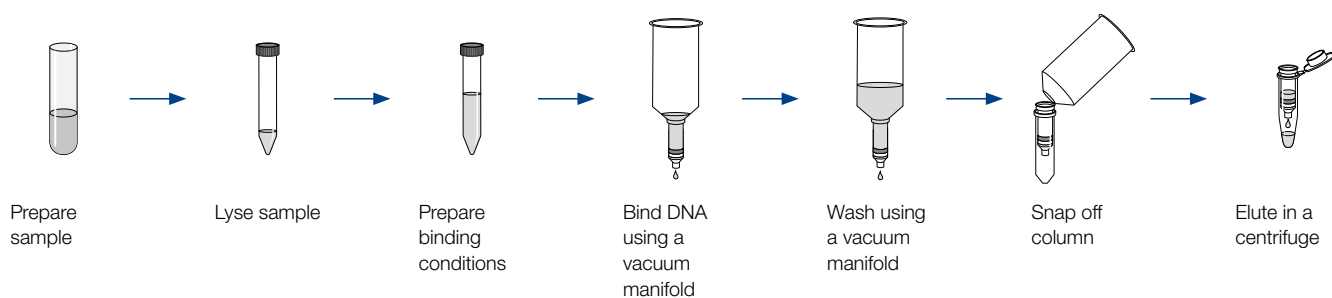 Prepare
sample
Lyse sample
Prepare
binding
conditions
Bind DNA
using a
vacuum
manifold
Wash using
a vacuum
manifold
Snap off
column
Elute in a
centrifuge